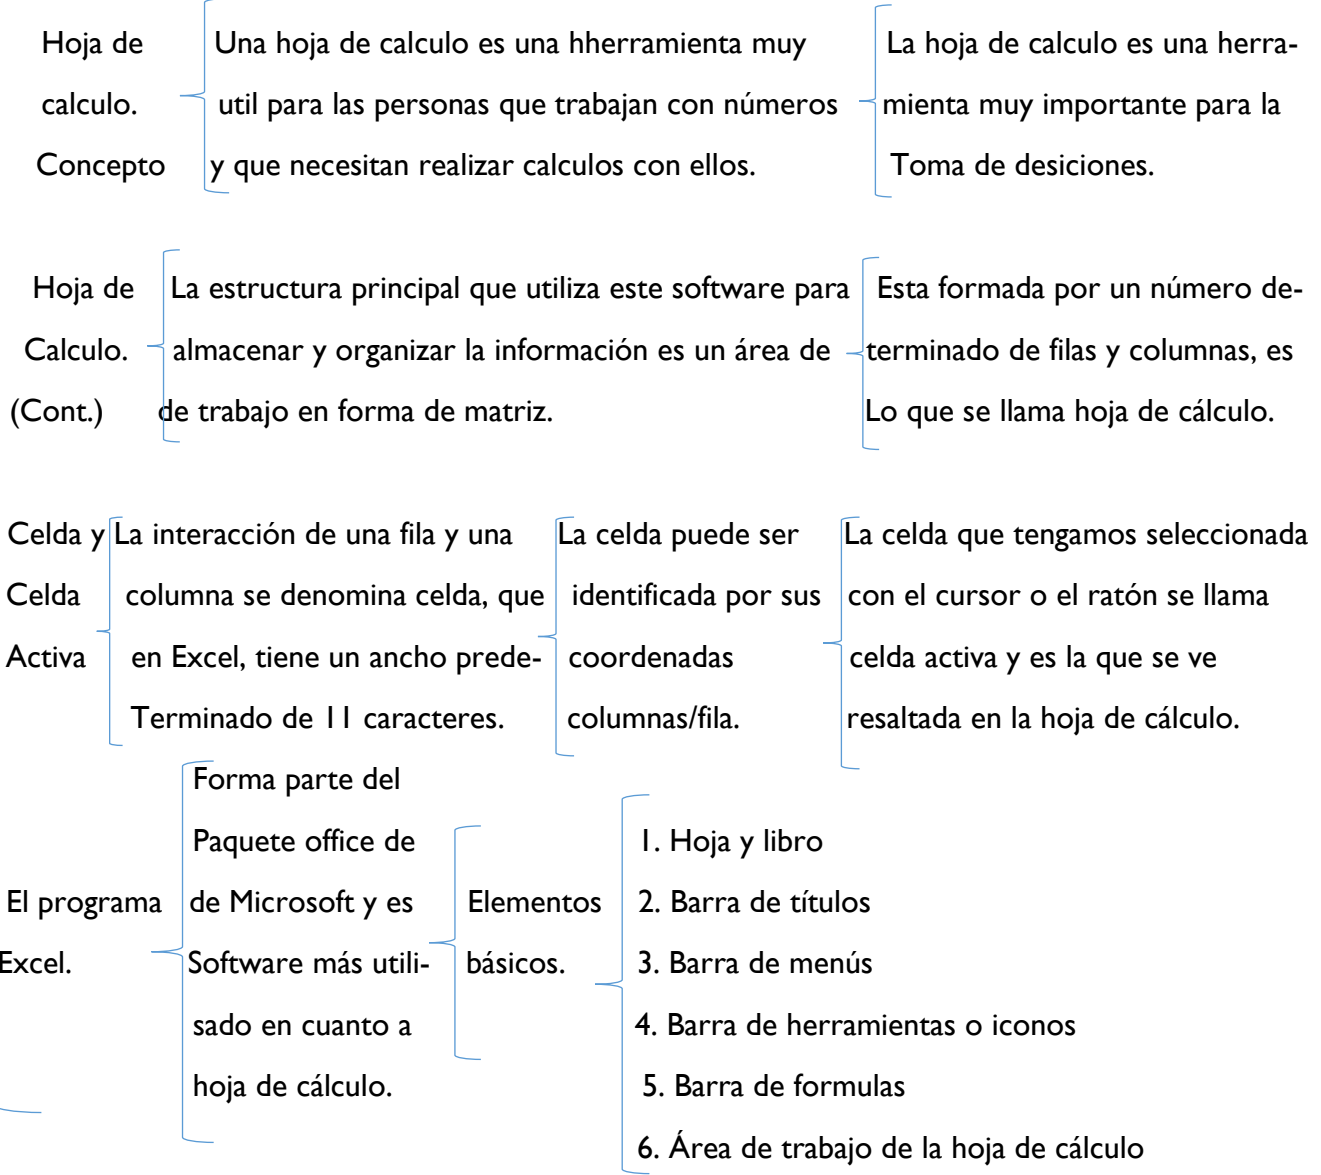 Hoja de
calculo.
Concepto
Una hoja de calculo es una hherramienta muy
util para las personas que trabajan con números
y que necesitan realizar calculos con ellos.
La hoja de calculo es una herra-
mienta muy importante para la
Toma de desiciones.
Hoja de
Calculo.
(Cont.)
La estructura principal que utiliza este software para
almacenar y organizar la información es un área de
de trabajo en forma de matriz.
Esta formada por un número de-
terminado de filas y columnas, es
Lo que se llama hoja de cálculo.
Celda y
Celda
Activa
La interacción de una fila y una
columna se denomina celda, que
en Excel, tiene un ancho prede-
Terminado de 11 caracteres.
La celda puede ser
identificada por sus
coordenadas
columnas/fila.
La celda que tengamos seleccionada
con el cursor o el ratón se llama
celda activa y es la que se ve
resaltada en la hoja de cálculo.
El programa
Excel.
Forma parte del
Paquete office de
de Microsoft y es
Software más utili-
sado en cuanto a
hoja de cálculo.
Elementos
básicos.
1. Hoja y libro
2. Barra de títulos
3. Barra de menús
4. Barra de herramientas o iconos
5. Barra de formulas
6. Área de trabajo de la hoja de cálculo